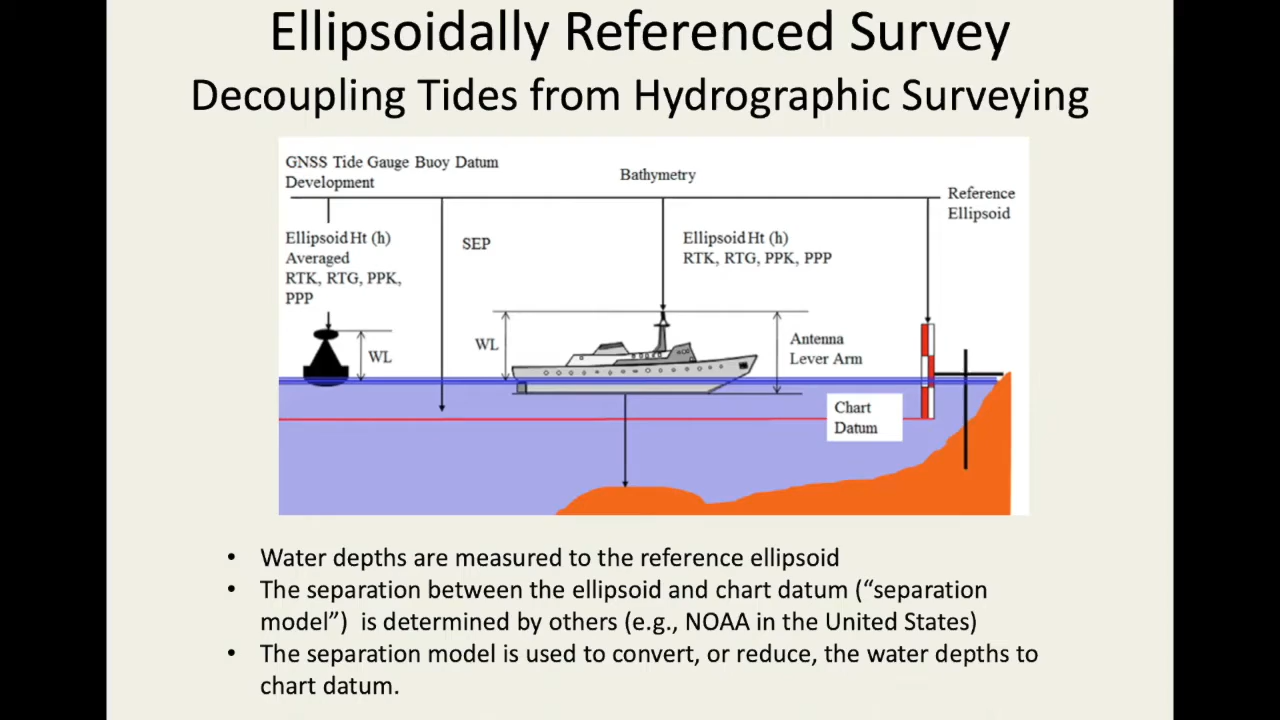 Ellipsoidally Referenced Survey
Decoupling Tides from Hydrographic Surveying
GNSS Tide Gauge Buoy Datum
Development
Bathymetry
Reference
Ellipsoid
Ellipsoid Ht (h)
Averaged
RTK, RTG, PPK,
PPP
SEP
Ellipsoid Ht (h)
RTK, RTG, PPK, PPP
WL
WL
Antenna
Lever Arm
Chart
Datum
• Water depths are measured to the reference ellipsoid
• The separation between the ellipsoid and chart datum (“separation
model”) is determined by others (e.g., NOAA in the United States)
• The separation model is used to convert, or reduce, the water depths to
chart datum.